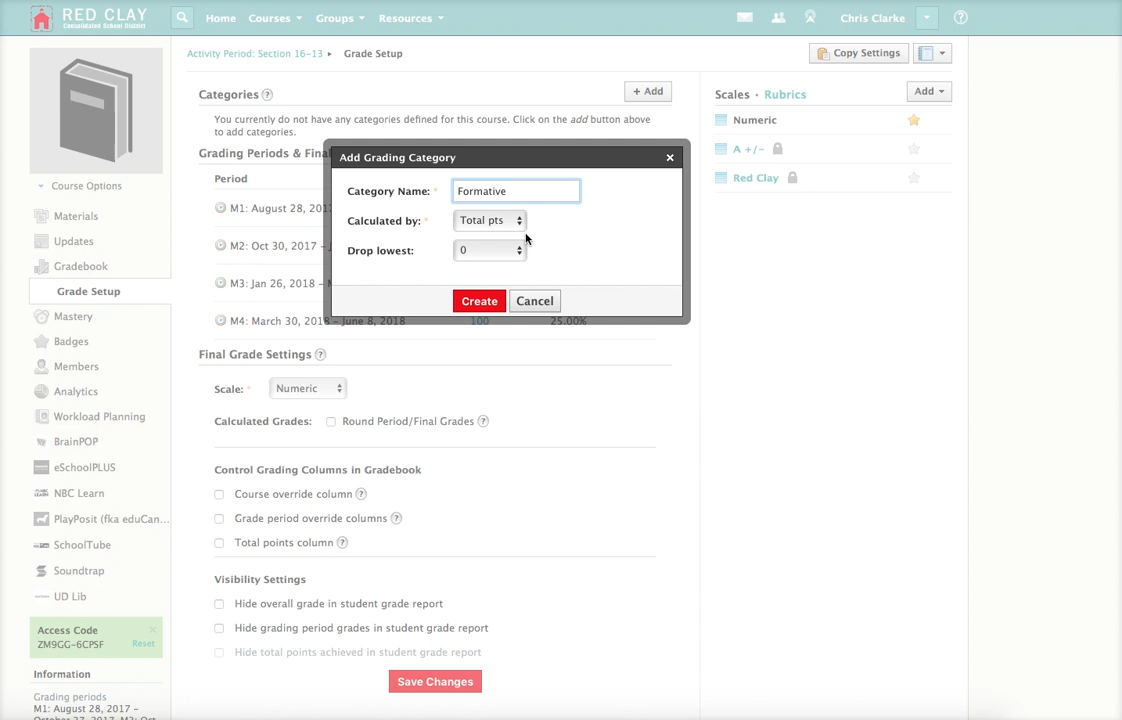 RED CLAY
Consolidated School District
Home Courses Groups Resources Chris Clarke ?
Activity Period: Section 16-13 ▸ Grade Setup
Copy Settings
Categories ?
+ Add
You currently do not have any categories defined for this course. Click on the add button above
to add categories.
Grading Periods & Fina
Period
M1: August 28, 201
M2: Oct 30, 2017 -
M3: Jan 26, 2018 -
M4: March 30, 2018 - June 8, 2018 100 25.00%
Add Grading Category ×
Category Name: * Formative
Calculated by: * Total pts
Drop lowest: 0
Create Cancel
Final Grade Settings ?
Scale: * Numeric
Calculated Grades: Round Period/Final Grades ?
Control Grading Columns in Gradebook
Course override column ?
Grade period override columns ?
Total points column ?
Visibility Settings
Hide overall grade in student grade report
Hide grading period grades in student grade report
Hide total points achieved in student grade report
Save Changes
Scales · Rubrics
Add
Numeric
A +/-
Red Clay
Course Options
Materials
Updates
Gradebook
Grade Setup
Mastery
Badges
Members
Analytics
Workload Planning
BrainPOP
eSchoolPLUS
NBC Learn
PlayPosit (fka eduCan...
SchoolTube
Soundtrap
UD Lib
Access Code ×
ZM9GG-6CPSF Reset
Information
Grading periods
M1: August 28, 2017 -
October 27, 2017, M2: Oct